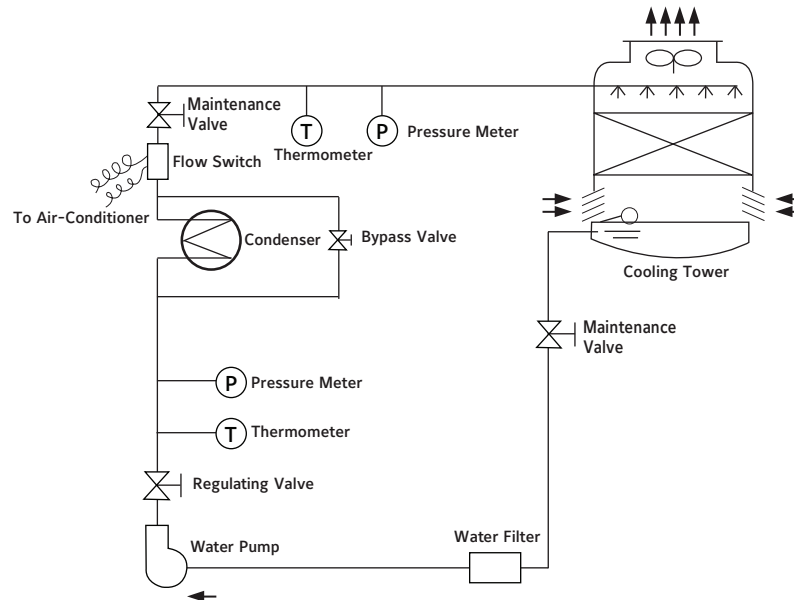 Maintenance
Valve
T
P
Pressure Meter
Thermometer
Flow Switch
To Air-Conditioner
Condenser
Bypass Valve
Cooling Tower
Maintenance
Valve
P
Pressure Meter
T
Thermometer
Regulating Valve
Water Pump
Water Filter